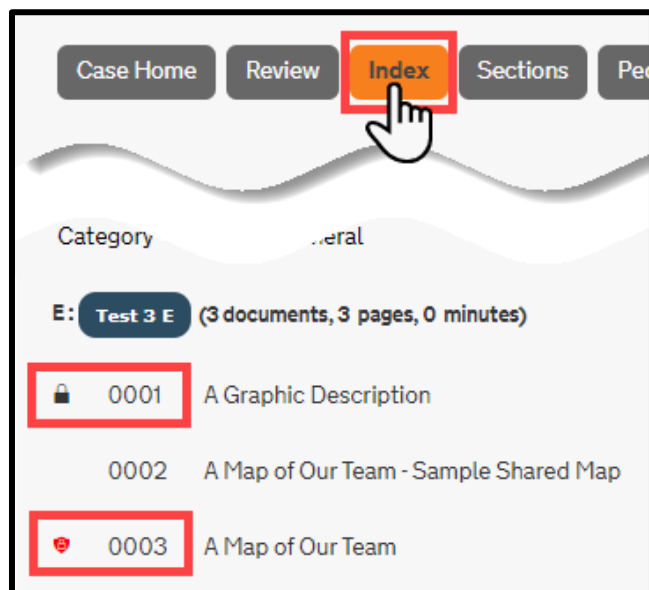 Case Home Review Index Sections
Category
E: Test 3 E (3 documents, 3 pages, 0 minutes)
0001 A Graphic Description
0002 A Map of Our Team - Sample Shared Map
0003 A Map of Our Team